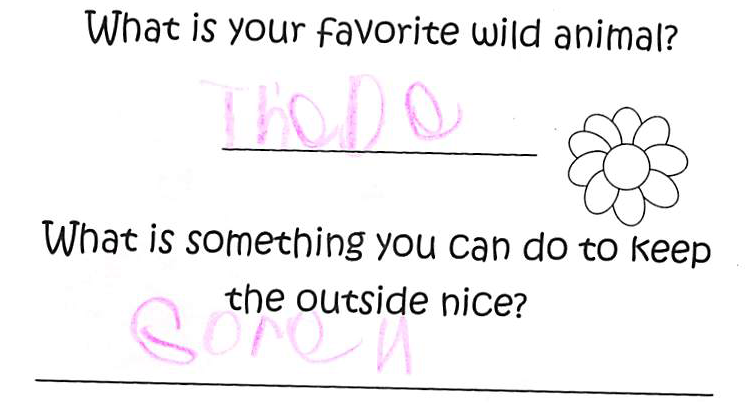 What is your favorite wild animal?
What is something you can do to keep
the outside nice?